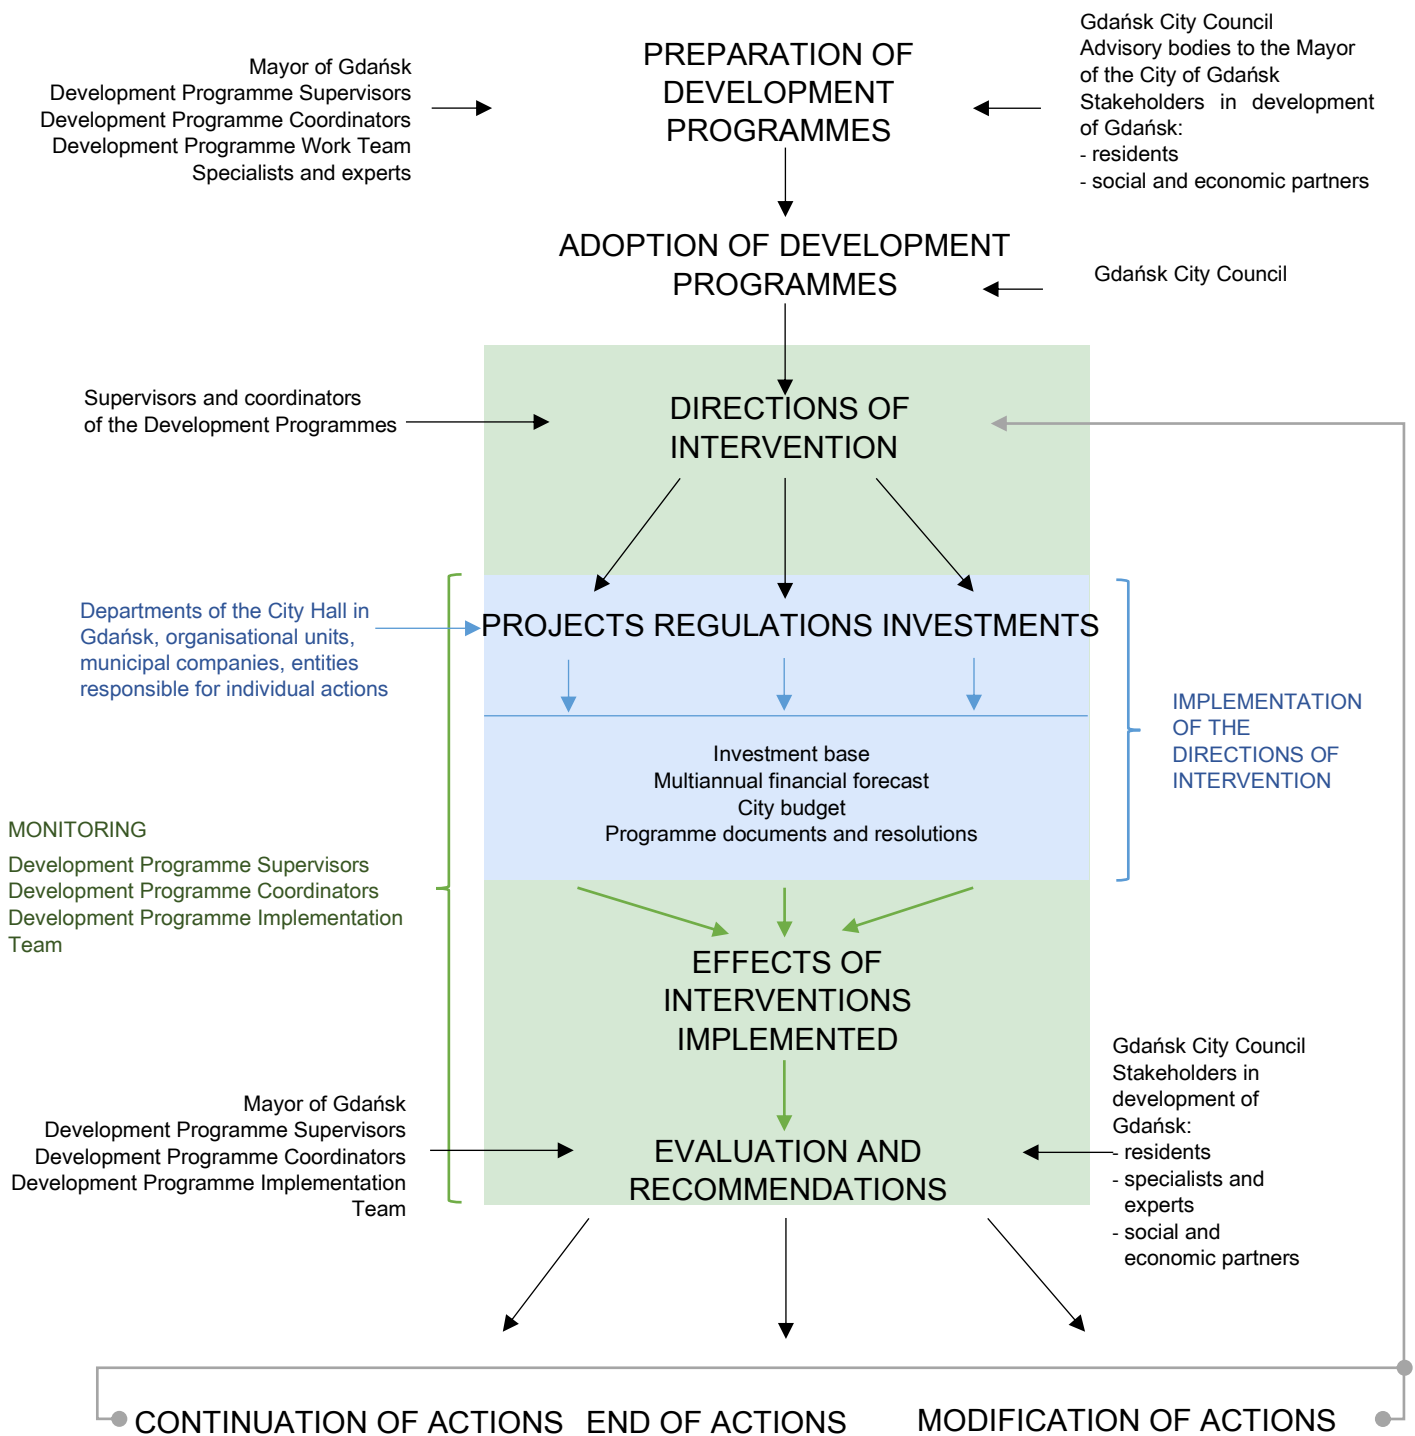 Mayor of Gdańsk
Development Programme Supervisors
Development Programme Coordinators
Development Programme Work Team
Specialists and experts
PREPARATION OF
DEVELOPMENT
PROGRAMMES
Gdańsk City Council
Advisory bodies to the Mayor
of the City of Gdańsk
Stakeholders in development
of Gdańsk:
- residents
- social and economic partners
ADOPTION OF DEVELOPMENT
PROGRAMMES
Gdańsk City Council
Supervisors and coordinators
of the Development Programmes
DIRECTIONS OF
INTERVENTION
Departments of the City Hall in
Gdańsk, organisational units,
municipal companies, entities
responsible for individual actions
PROJECTS REGULATIONS INVESTMENTS
IMPLEMENTATION
OF THE
DIRECTIONS OF
INTERVENTION
Investment base
Multiannual financial forecast
City budget
Programme documents and resolutions
MONITORING
Development Programme Supervisors
Development Programme Coordinators
Development Programme Implementation
Team
EFFECTS OF
INTERVENTIONS
IMPLEMENTED
Mayor of Gdańsk
Development Programme Supervisors
Development Programme Coordinators
Development Programme Implementation
Team
EVALUATION AND
RECOMMENDATIONS
Gdańsk City Council
Stakeholders in
development of
Gdańsk:
- residents
- specialists and
experts
- social and
economic partners
CONTINUATION OF ACTIONS END OF ACTIONS MODIFICATION OF ACTIONS